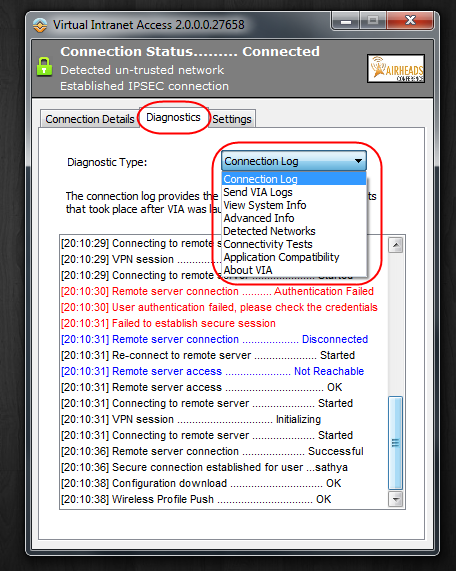 Virtual Intranet Access 2.0.0.0.27658
Connection Status......... Connected
Detected un-trusted network
Established IPSEC connection
AIRHEADS
CONFERENCE
Connection Details
Diagnostics
Settings
Diagnostic Type:
Connection Log
Connection Log
Send VIA Logs
View System Info
Advanced Info
Detected Networks
Connectivity Tests
Application Compatibility
About VIA
The connection log provides the
ts
that took place after VIA was lau
[20:10:29] Connecting to remote s
[20:10:29] VPN session ..............
[20:10:29] Connecting to remote server .................... Started
[20:10:30] Remote server connection .......... Authentication Failed
[20:10:30] User authentication failed, please check the credentials
[20:10:31] Failed to establish secure session
[20:10:31] Remote server connection .................... Disconnected
[20:10:31] Re-connect to remote server ..................... Started
[20:10:31] Remote server access ....................... Not Reachable
[20:10:31] Remote server access ................................. OK
[20:10:31] Connecting to remote server ...................... Started
[20:10:31] VPN session ................................ Initializing
[20:10:31] Connecting to remote server ...................... Started
[20:10:36] Remote server connection .................... Successful
[20:10:36] Secure connection established for user ...sathya
[20:10:38] Configuration download ............................ OK
[20:10:38] Wireless Profile Push ................................ OK